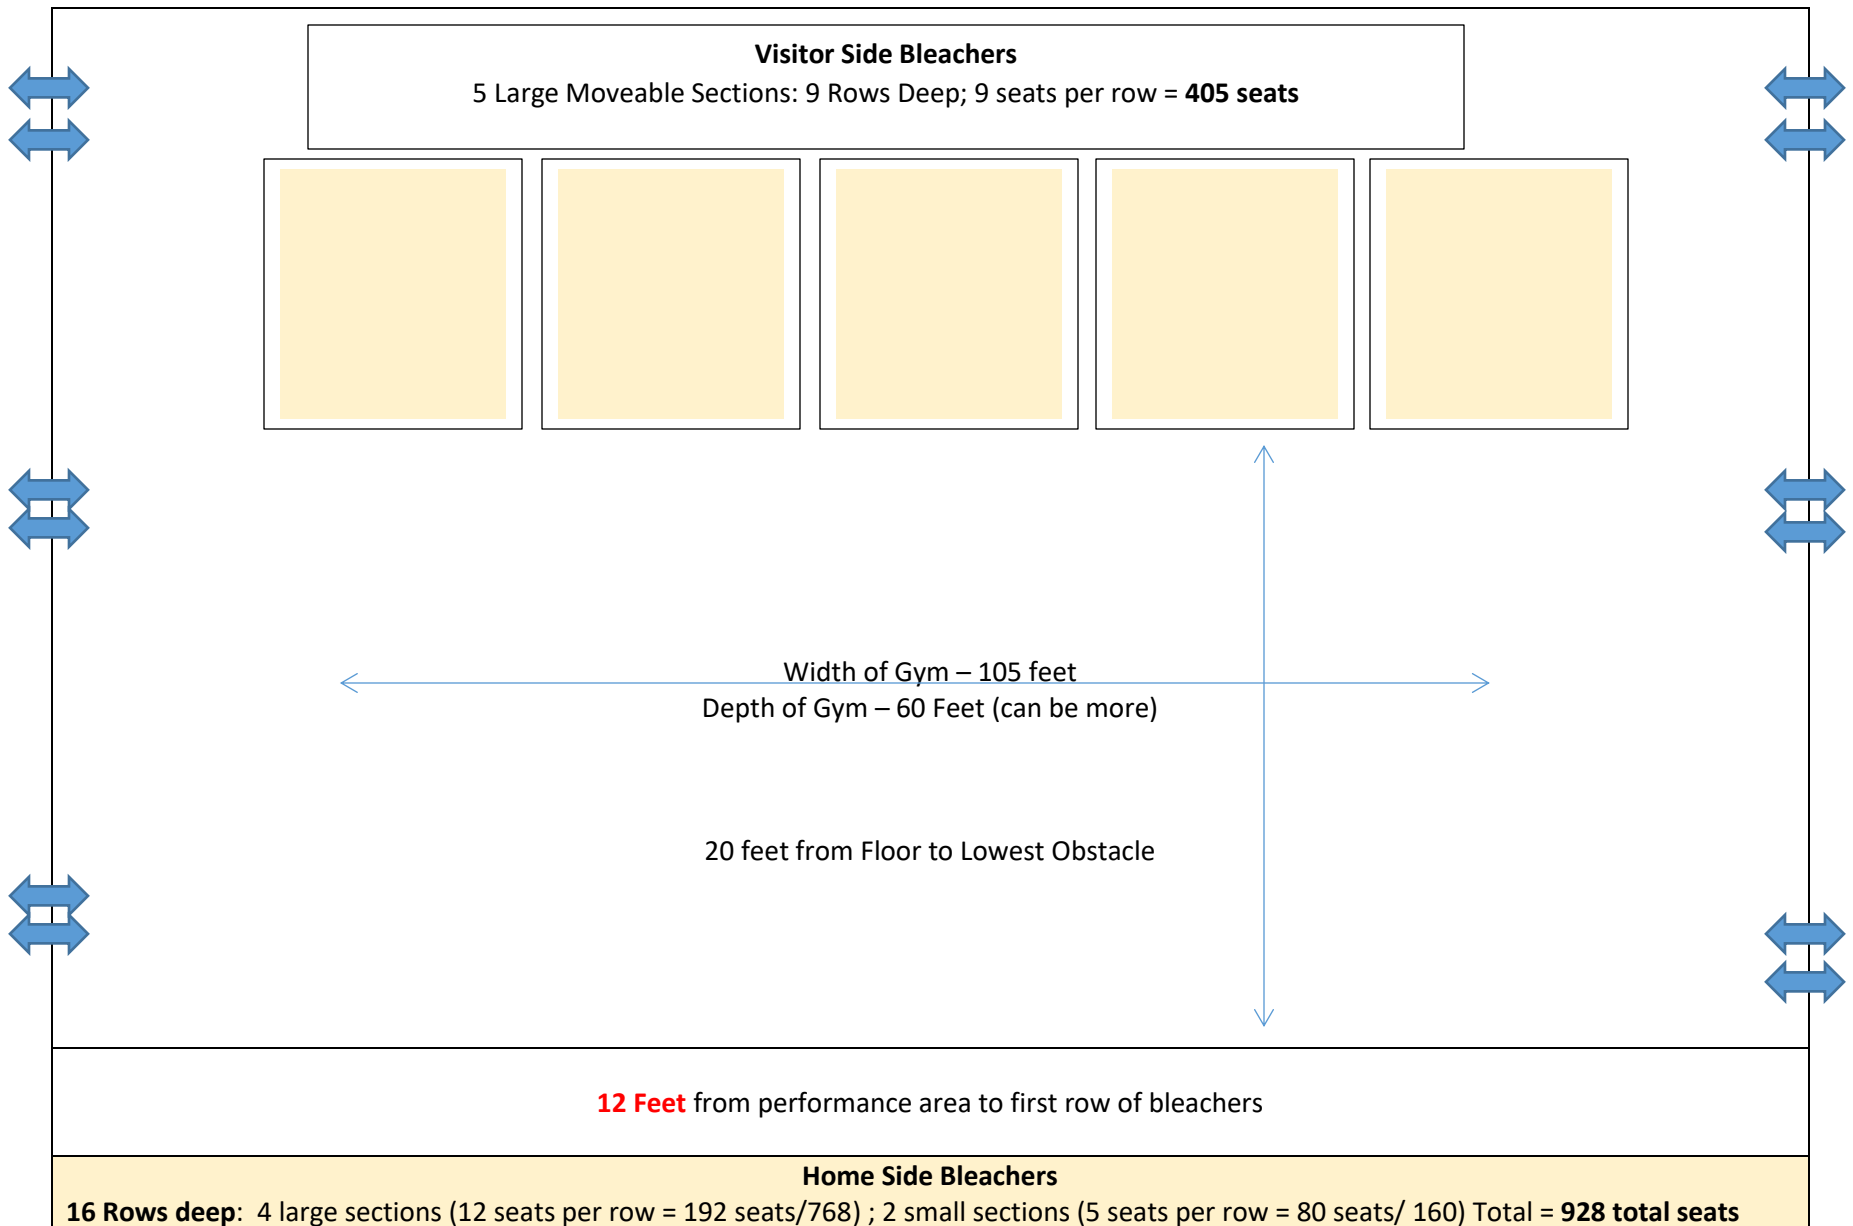 Visitor Side Bleachers
5 Large Moveable Sections: 9 Rows Deep; 9 seats per row = 405 seats
Width of Gym – 105 feet
Depth of Gym – 60 Feet (can be more)
20 feet from Floor to Lowest Obstacle
12 Feet from performance area to first row of bleachers
Home Side Bleachers
16 Rows deep:  4 large sections (12 seats per row = 192 seats/768) ; 2 small sections (5 seats per row = 80 seats/ 160) Total = 928 total seats